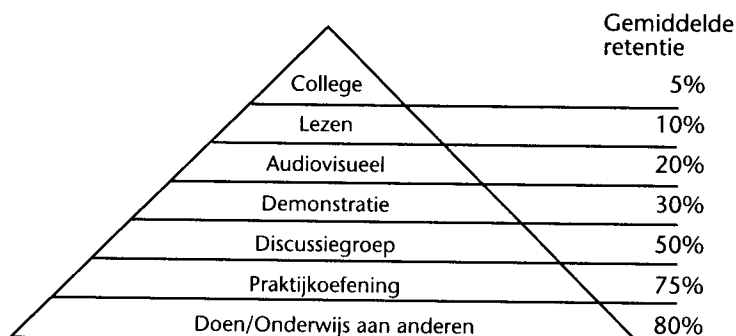 Gemiddelde
retentie
College 5%
Lezen 10%
Audiovisueel 20%
Demonstratie 30%
Discussiegroep 50%
Praktijkoefening 75%
Doen/Onderwijs aan anderen 80%